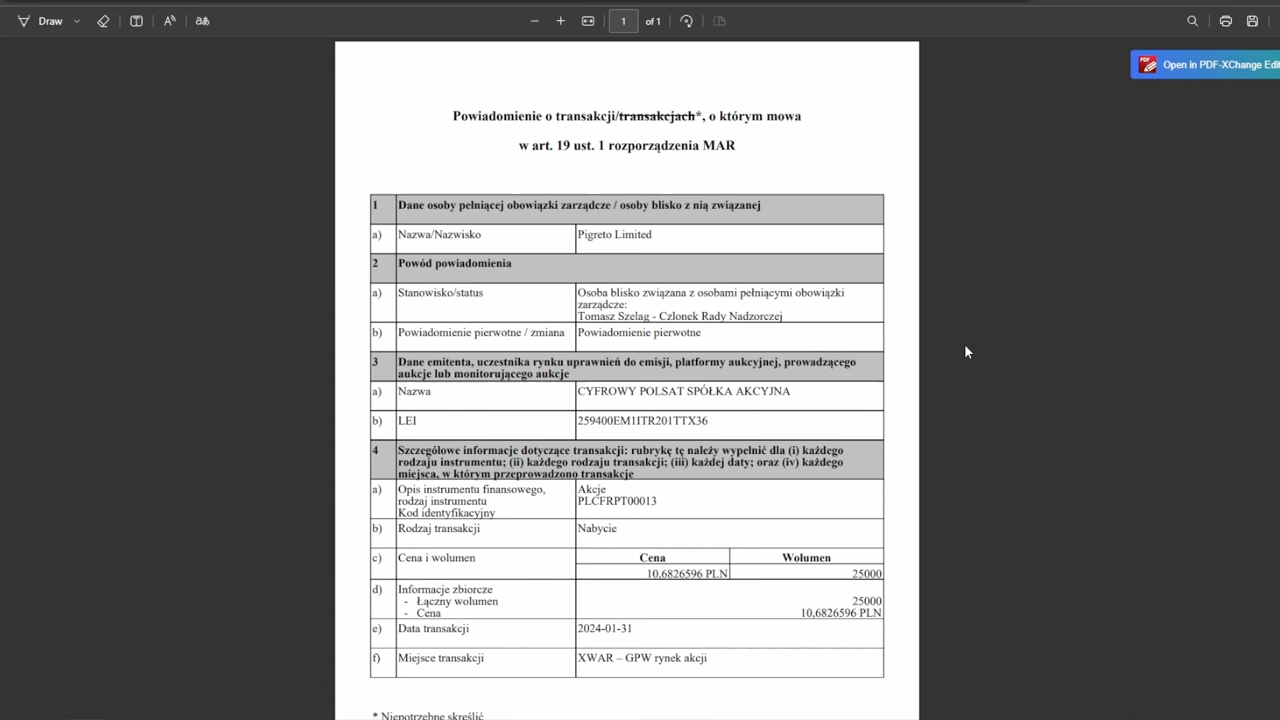 Draw
1
of 1
Open in PDF-XChange Edi
Powiadomienie o transakcji/transakcjach*, o którym mowa
w art. 19 ust. 1 rozporządzenia MAR
1 Dane osoby pełniącej obowiązki zarządcze / osoby blisko z nią związanej
a) Nazwa/Nazwisko Pigreto Limited
2 Powód powiadomienia
a) Stanowisko/status Osoba blisko związana z osobami pełniącymi obowiązki
zarządcze:
Tomasz Szeląg - Członek Rady Nadzorczej
b) Powiadomienie pierwotne / zmiana Powiadomienie pierwotne
3 Dane emitenta, uczestnika rynku uprawnień do emisji, platformy aukcyjnej, prowadzącego
aukcje lub monitorującego aukcje
a) Nazwa CYFROWY POLSAT SPÓŁKA AKCYJNA
b) LEI 259400EM1ITR201TTX36
4 Szczegółowe informacje dotyczące transakcji: rubrykę tę należy wypełnić dla (i) każdego
rodzaju instrumentu; (ii) każdego rodzaju transakcji; (iii) każdej daty; oraz (iv) każdego
miejsca, w którym przeprowadzono transakcje
a) Opis instrumentu finansowego, Akcje
rodzaj instrumentu PLCFRPT00013
Kod identyfikacyjny
b) Rodzaj transakcji Nabycie
c) Cena i wolumen Cena Wolumen
10,6826596 PLN 25000
d) Informacje zbiorcze
- Łączny wolumen 25000
- Cena 10,6826596 PLN
e) Data transakcji 2024-01-31
f) Miejsce transakcji XWAR – GPW rynek akcji
* Niepotrzebne skreślić